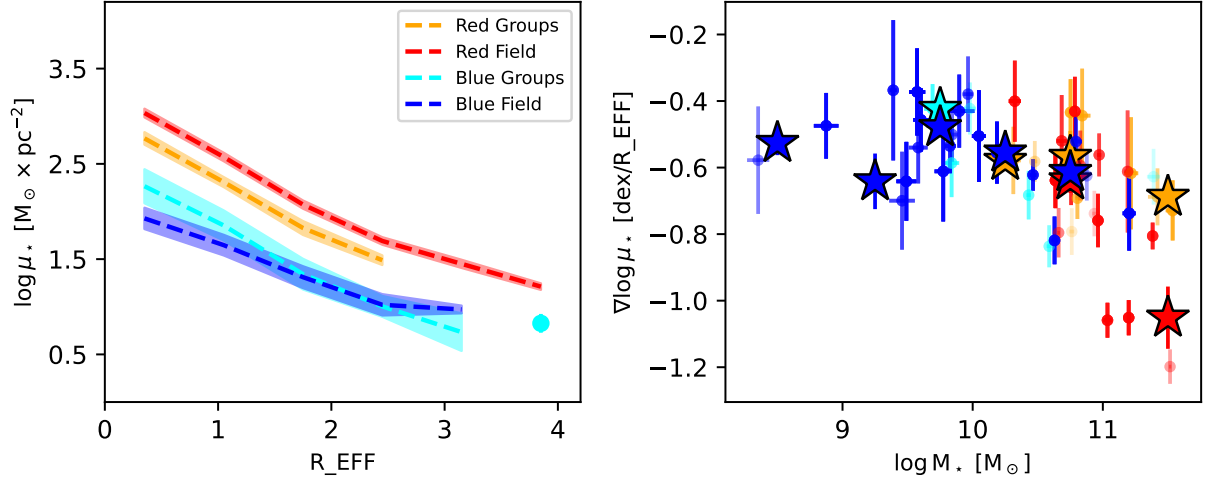 3.5
2.5
1.5
0.5
log μ⋆ [M⊙ × pc⁻²]
0 1 2 3 4
R_EFF
Red Groups
Red Field
Blue Groups
Blue Field
−0.2
−0.4
−0.6
−0.8
−1.0
−1.2
∇log μ⋆ [dex/R_EFF]
9 10 11
log M⋆ [M⊙]